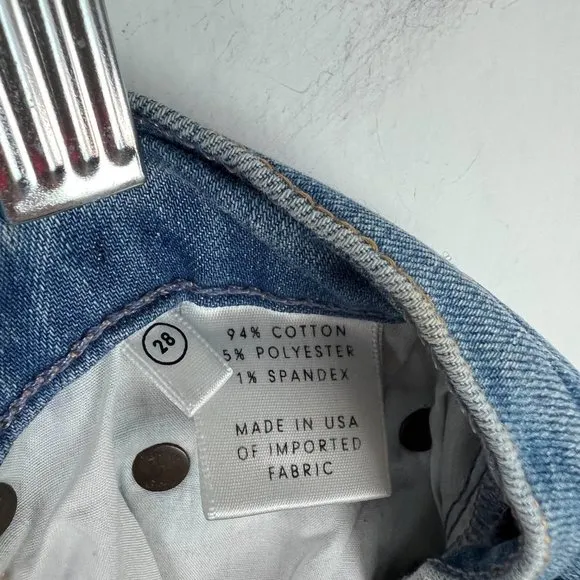 28
94% COTTON
5% POLYESTER
1% SPANDEX
MADE IN USA
OF IMPORTED
FABRIC